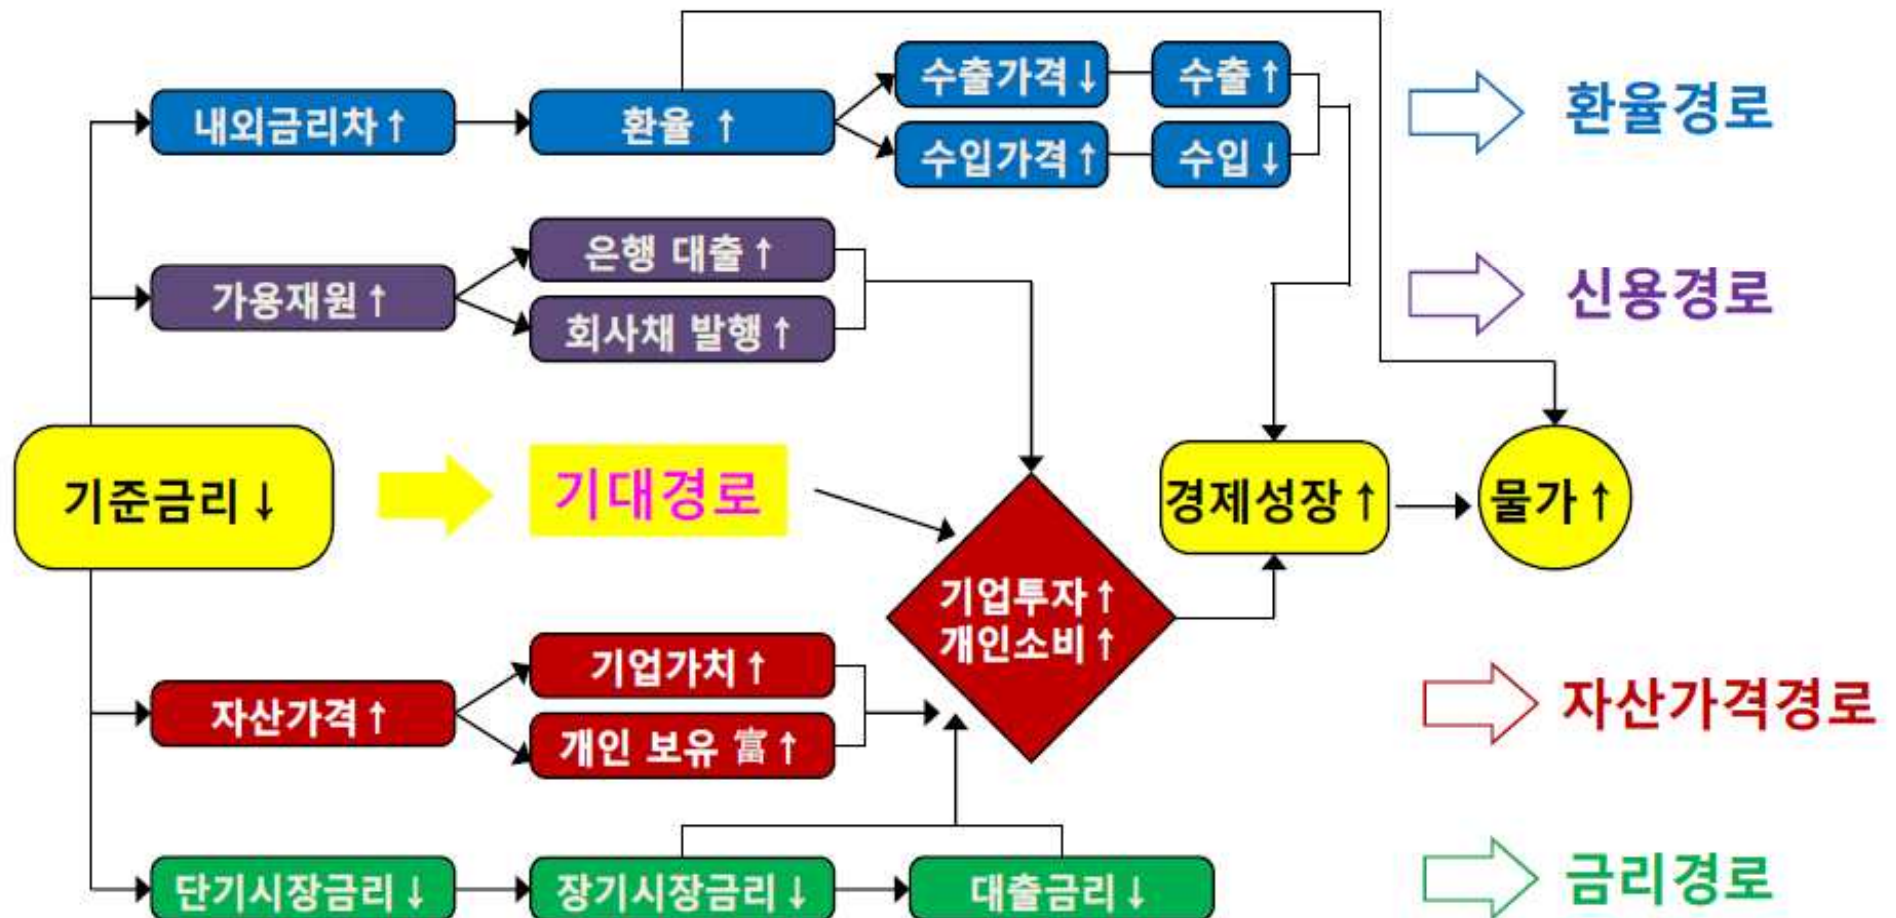 내외금리차↑
환율 ↑
수출가격↓
수출↑
수입가격↑
수입↓
환율경로
가용재원↑
은행 대출↑
회사채 발행↑
신용경로
기준금리↓
기대경로
기업투자↑
개인소비↑
경제성장↑
물가↑
자산가격↑
기업가치↑
개인 보유 富↑
자산가격경로
단기시장금리↓
장기시장금리↓
대출금리↓
금리경로